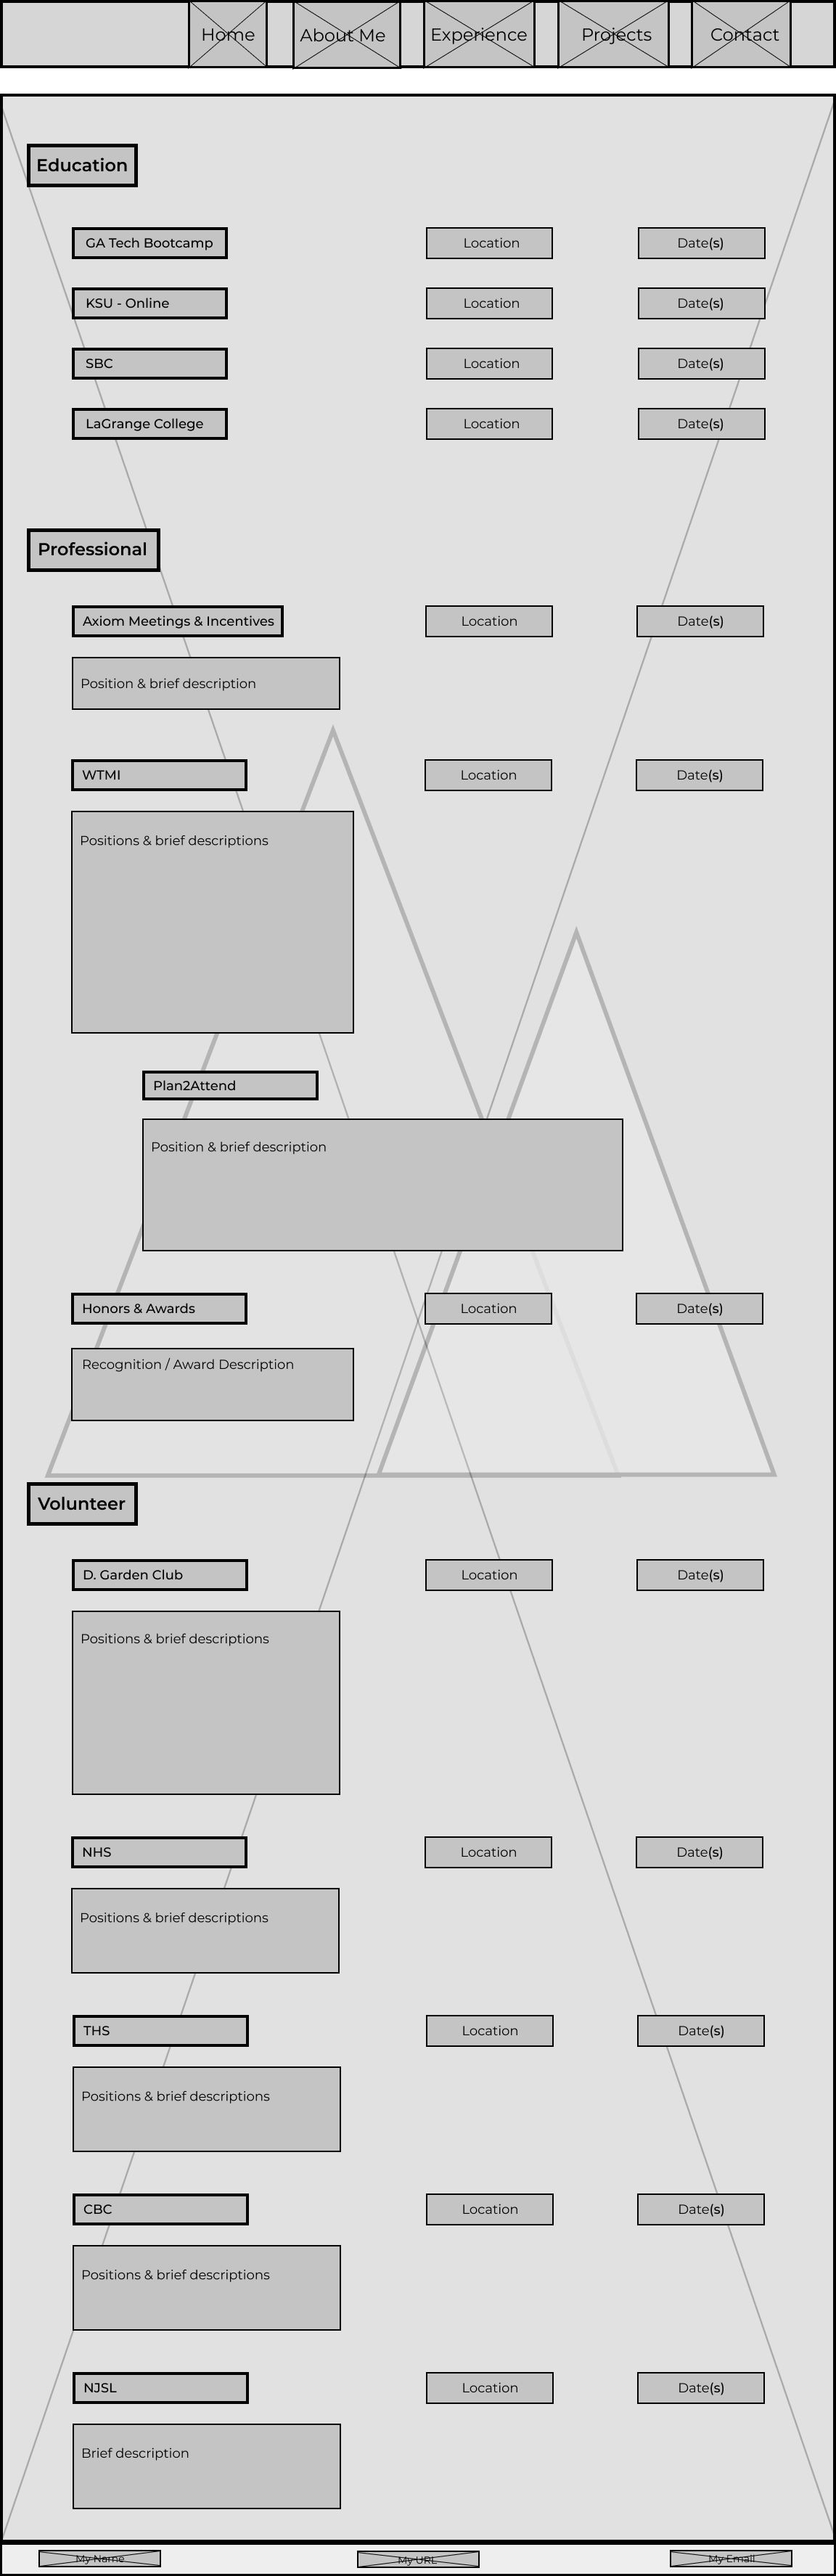 Home About Me Experience Projects Contact
Education
GA Tech Bootcamp Location Date(s)
KSU - Online Location Date(s)
SBC Location Date(s)
LaGrange College Location Date(s)
Professional
Axiom Meetings & Incentives Location Date(s)
Position & brief description
WTMI Location Date(s)
Positions & brief descriptions
Plan2Attend
Position & brief description
Honors & Awards Location Date(s)
Recognition / Award Description
Volunteer
D. Garden Club Location Date(s)
Positions & brief descriptions
NHS Location Date(s)
Positions & brief descriptions
THS Location Date(s)
Positions & brief descriptions
CBC Location Date(s)
Positions & brief descriptions
NJSL Location Date(s)
Brief description
My Name My URL My Email